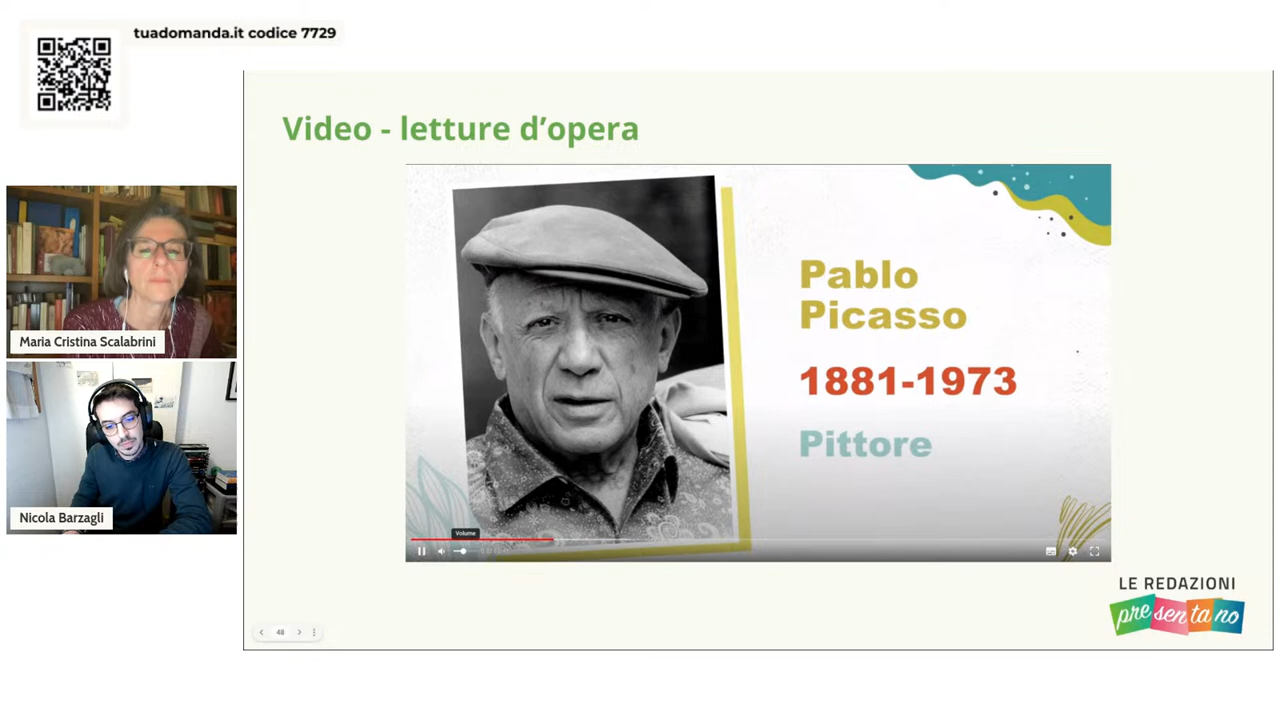 tuadomanda.it codice 7729
Video - letture d’opera
Maria Cristina Scalabrini
Nicola Barzagli
Pablo
Picasso
1881-1973
Pittore
Volume
LE REDAZIONI
presentano
48